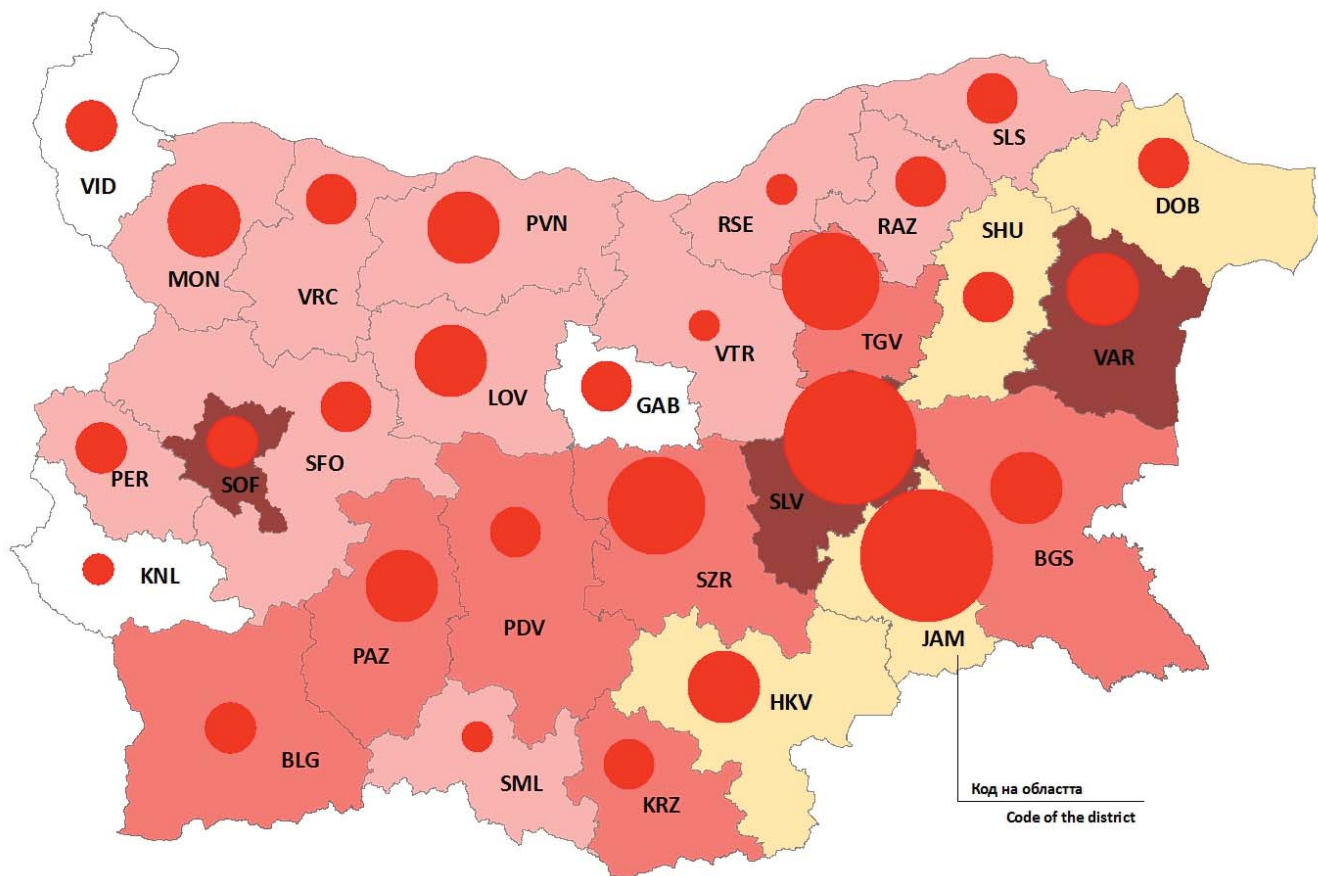 SLS
VID
DOB
RSE
RAZ
PVN
SHU
MON
VRC
TGV
VTR
VAR
LOV
GAB
SFO
PER
SOF
SLV
BGS
KNL
SZR
PDV
JAM
PAZ
HKV
BLG
SML
KRZ
Код на областта
Code of the district